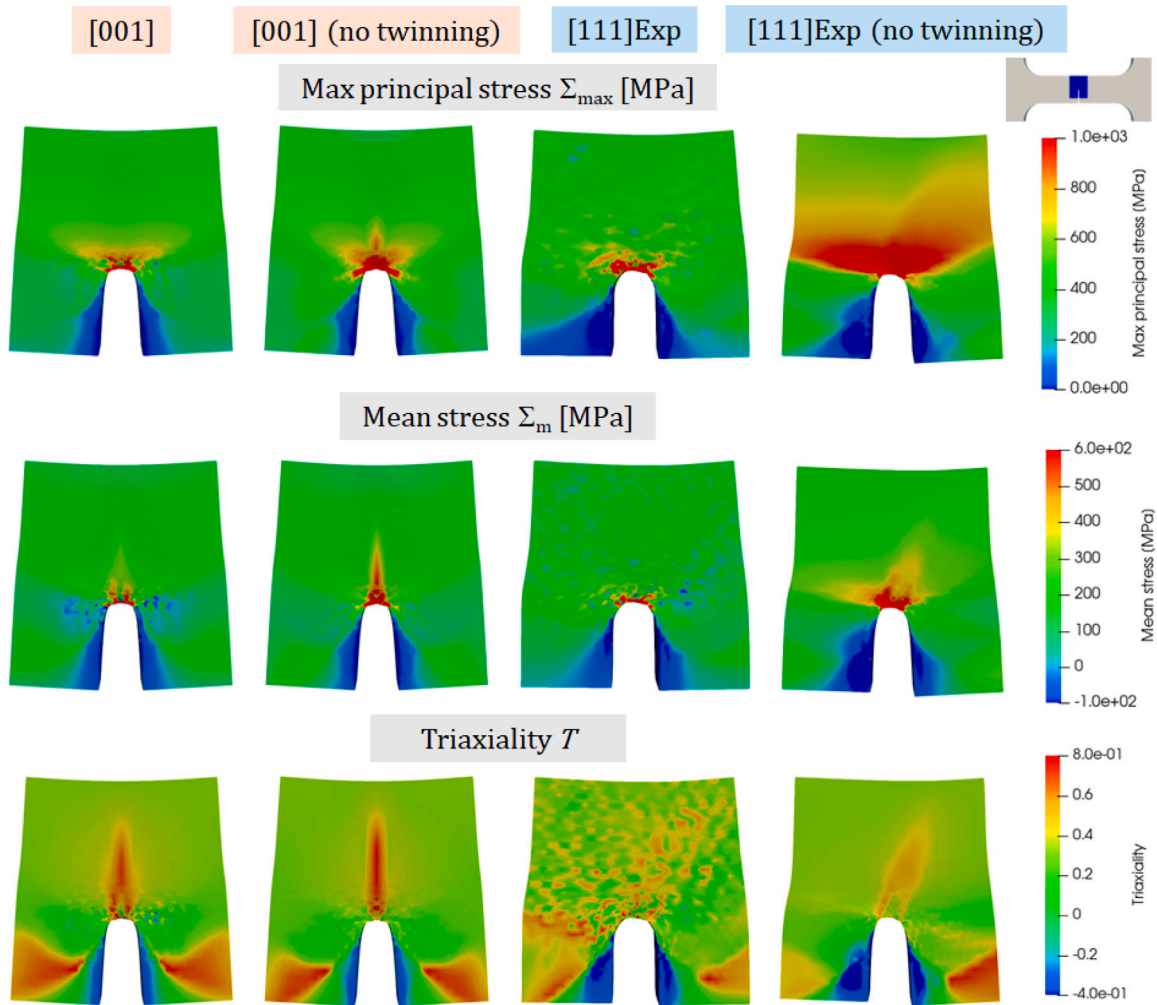 [001] [001] (no twinning) [111]Exp [111]Exp (no twinning)
Max principal stress Σmax [MPa]
1.0e+03
800
600
400
200
0.0e+00
Max principal stress (MPa)
Mean stress Σm [MPa]
6.0e+02
500
400
300
200
100
0
-1.0e+02
Mean stress (MPa)
Triaxiality T
8.0e-01
0.6
0.4
0.2
0
-0.2
-4.0e-01
Triaxiality